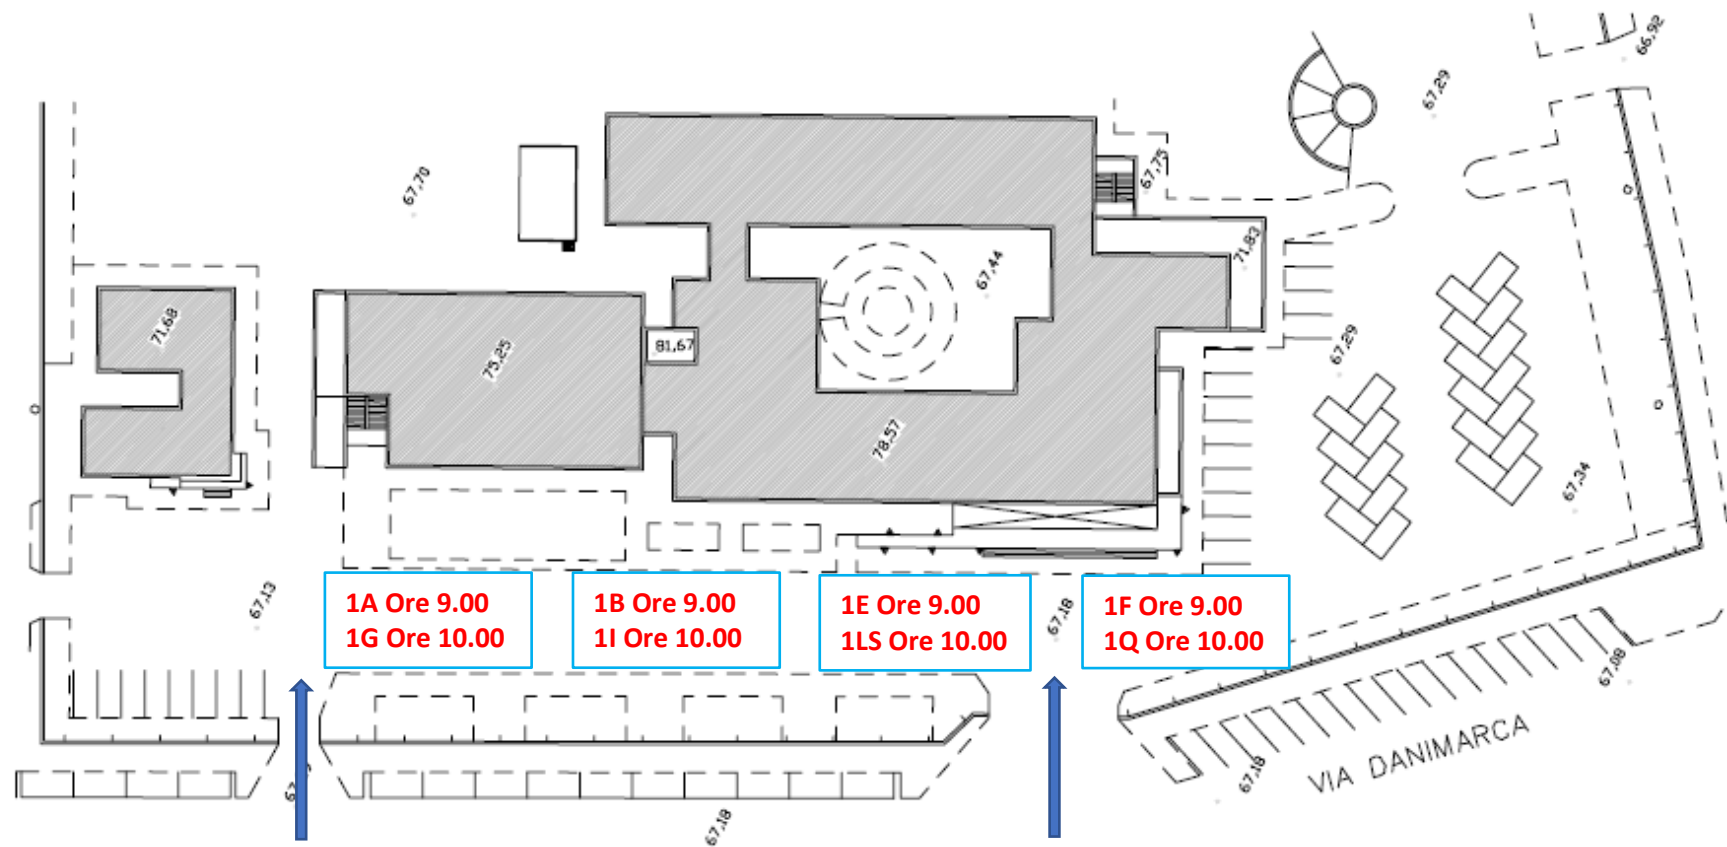 66,92
67,29
67,75
67,70
71,83
67,44
71,68
81,67
75,25
67,29
78,57
67,34
67,13
1A Ore 9.00
1G Ore 10.00
1B Ore 9.00
1I Ore 10.00
1E Ore 9.00
1LS Ore 10.00
67,18
1F Ore 9.00
1Q Ore 10.00
67,08
VIA DANIMARCA
67,18
67,18